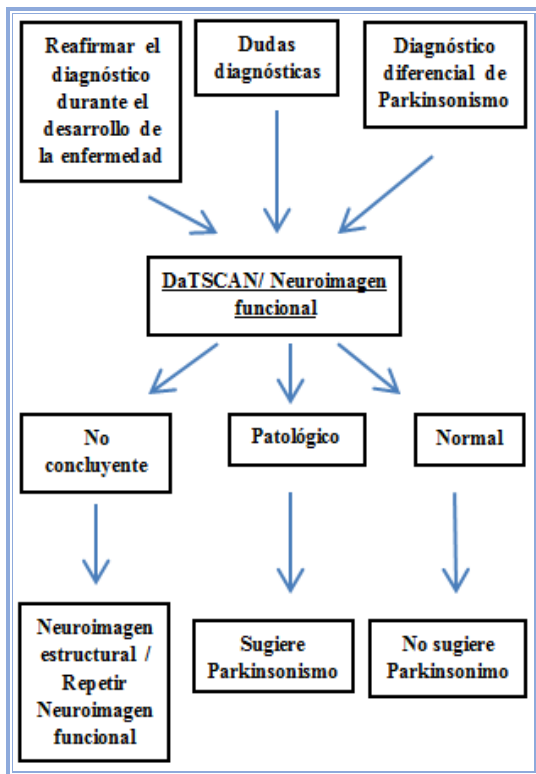 Reafirmar el
diagnóstico
durante el
desarrollo de
la enfermedad
Dudas
diagnósticas
Diagnóstico
diferencial de
Parkinsonismo
DaTSCAN/ Neuroimagen
funcional
No
concluyente
Patológico
Normal
Neuroimagen
estructural /
Repetir
Neuroimagen
funcional
Sugiere
Parkinsonismo
No sugiere
Parkinsonimo